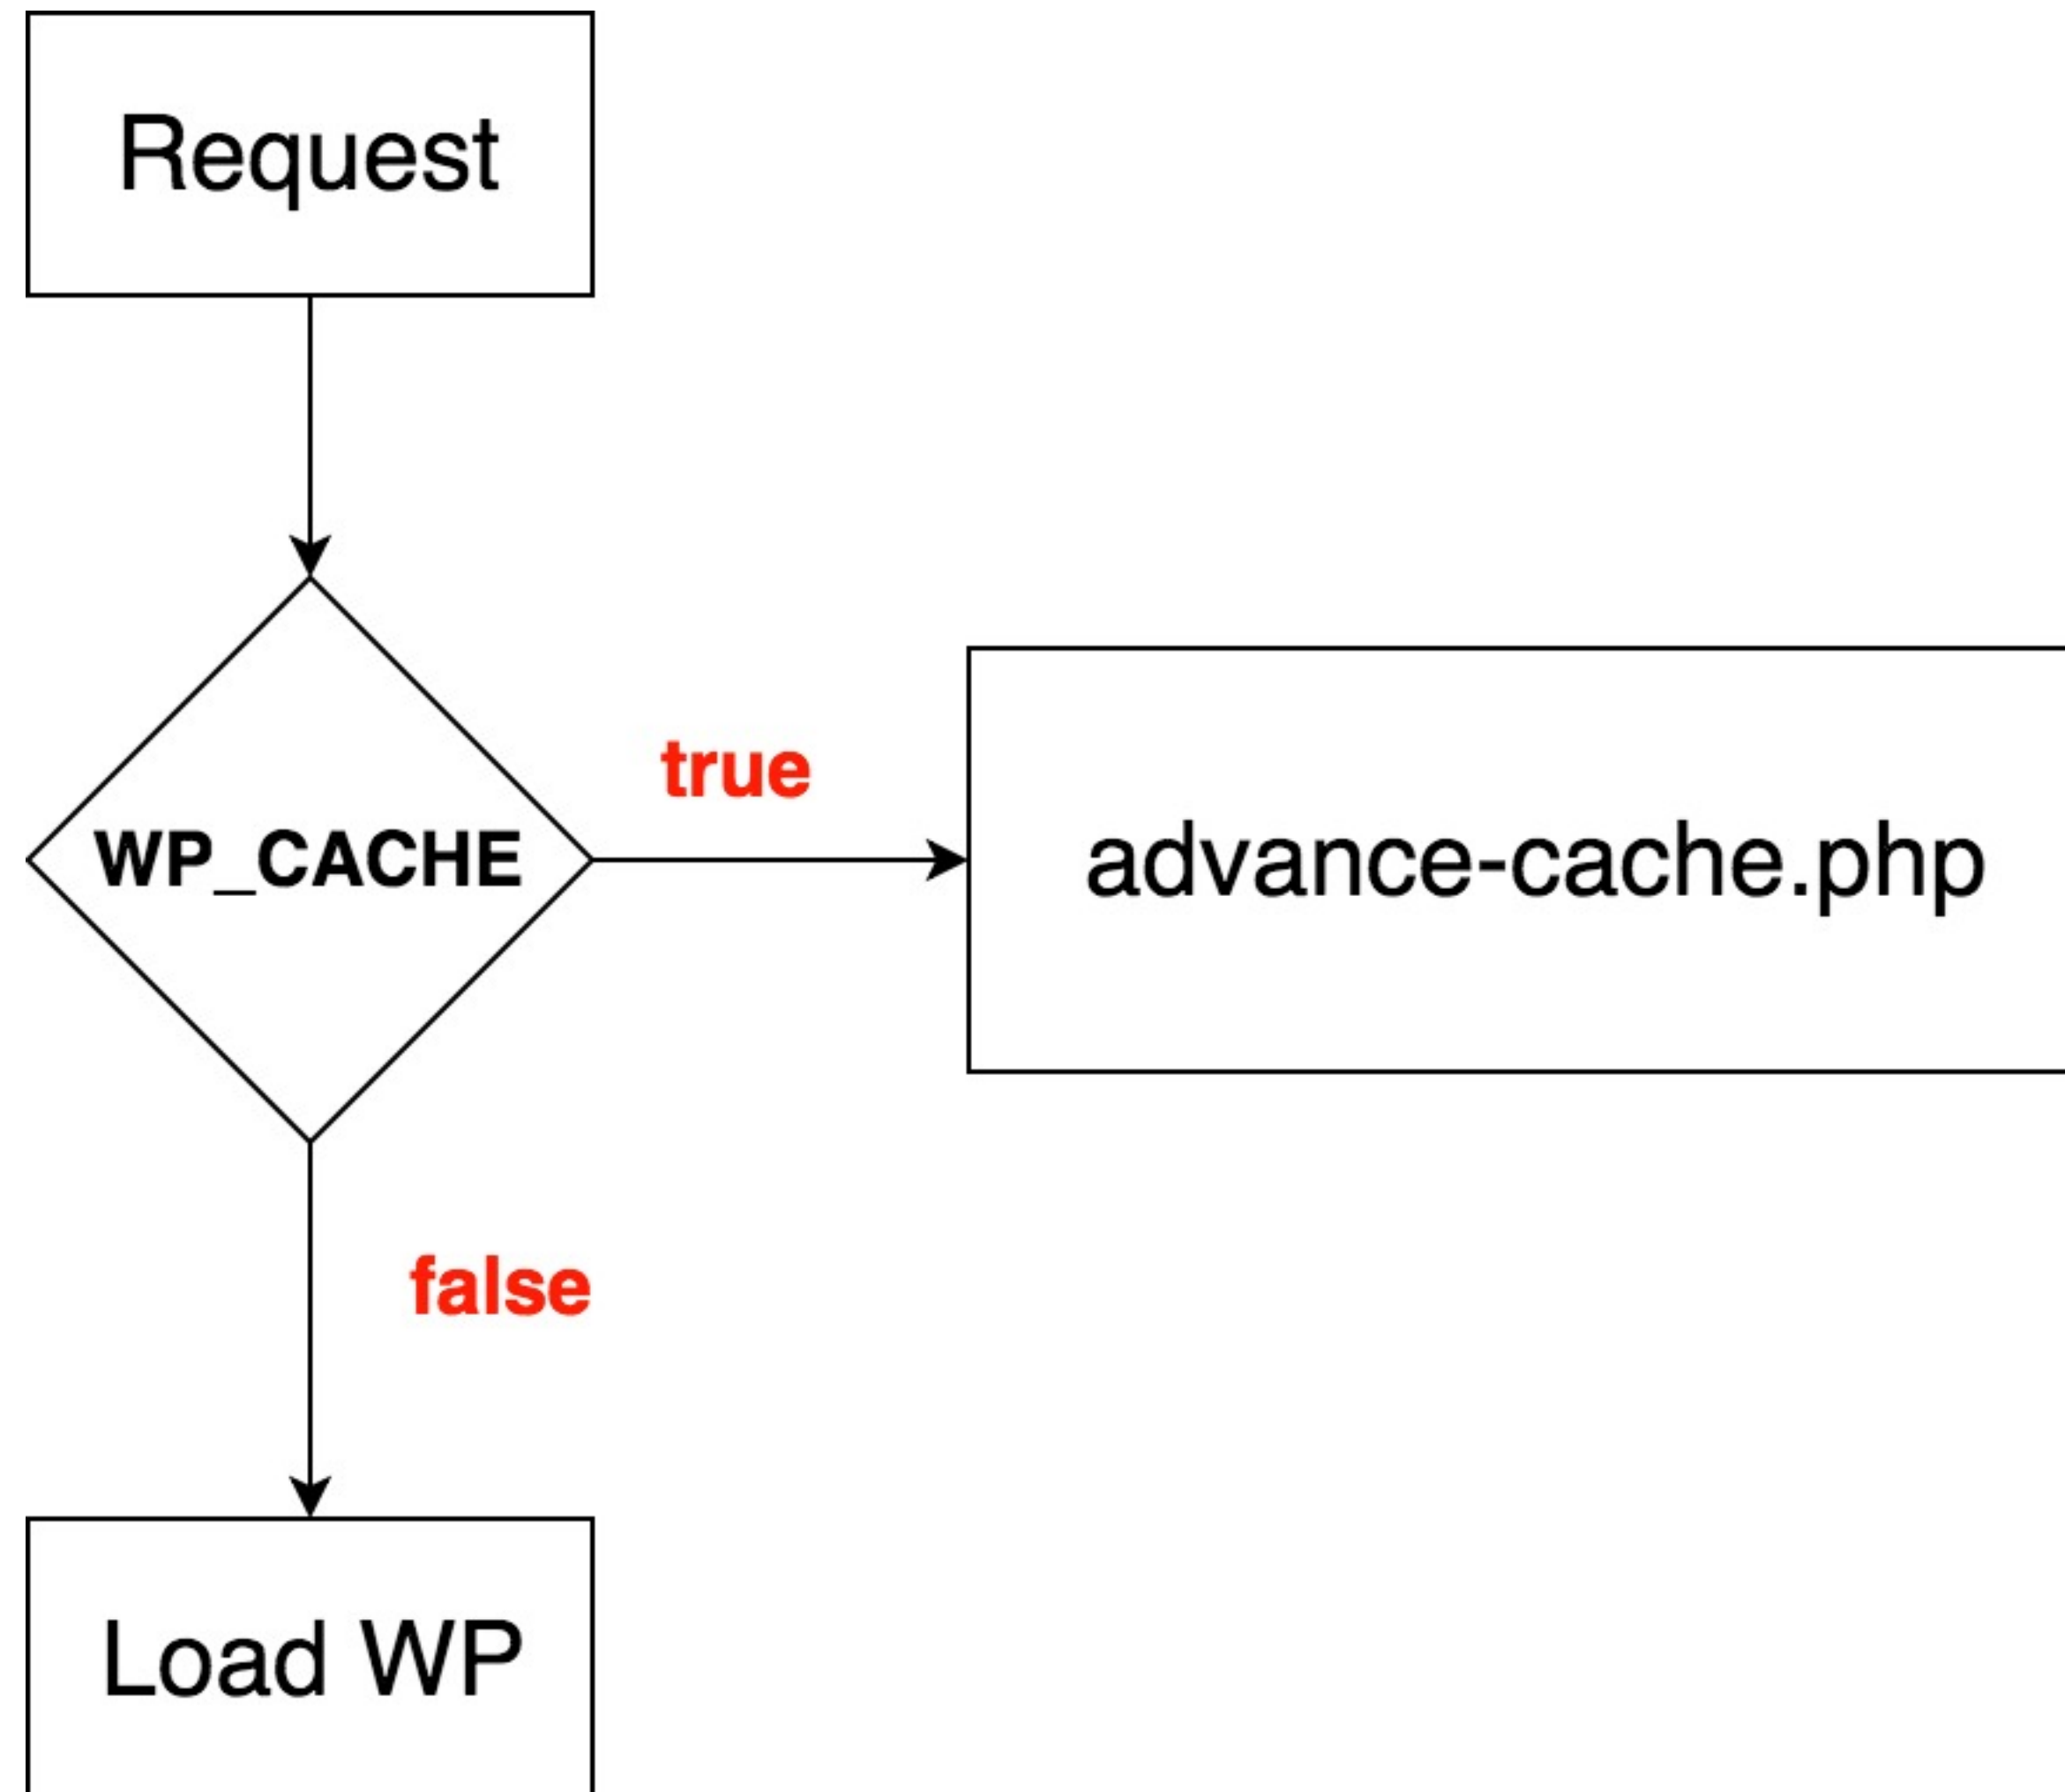 Request
WP_CACHE
true
advance-cache.php
false
Load WP